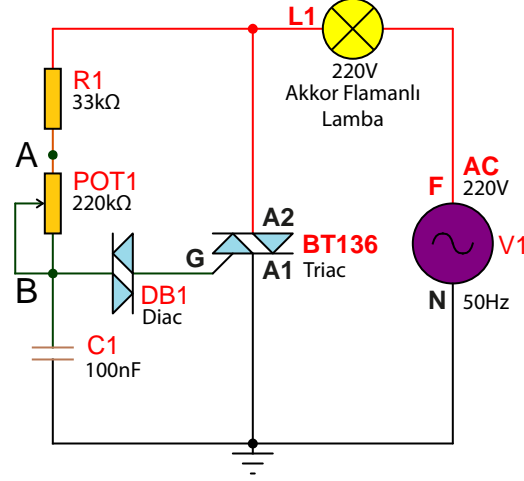 L1
220V
Akkor Flamanlı
Lamba
R1
33kΩ
A
POT1
220kΩ
B
DB1
Diac
C1
100nF
G
A2
A1
BT136
Triac
AC
220V
F
V1
N
50Hz